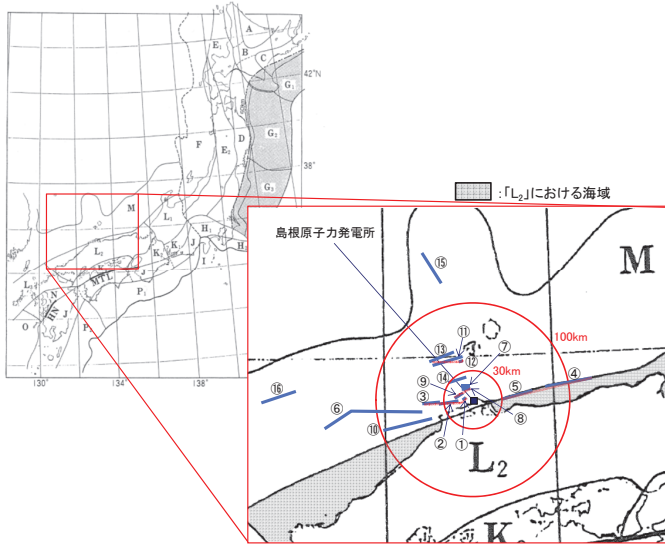 A
E₁
B
C
42°N
G₁
G₂
D
F
E₂
38°
G₃
M
L₁
H₁
L₂
K₁
J
H
K₂
J
I
MTL
J
L₃
N
P₁
HN
O
J
P₂
130°
134°
138°
:「L₂」における海域
島根原子力発電所
M
⑮
⑪
⑦
⑬
⑫
100km
⑭
30km
④
⑨
⑤
⑯
③
⑥
⑩
②
①
⑧
L₂
K